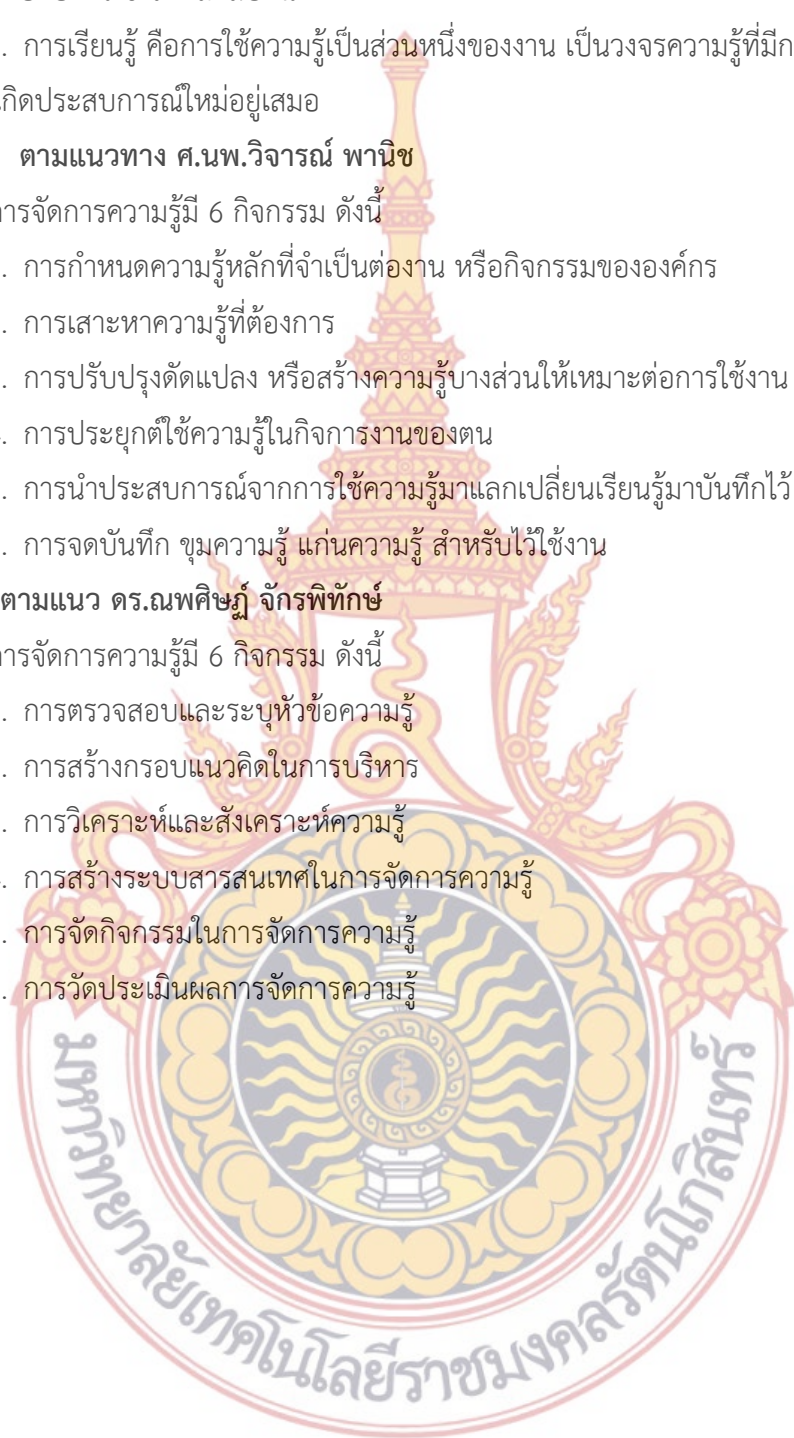 . การเรียนรู้ คือการใช้ความรู้เป็นส่วนหนึ่งของงาน เป็นวงจรความรู้ที่มีก
เกิดประสบการณ์ใหม่อยู่เสมอ
ตามแนวทาง ศ.นพ.วิจารณ์ พานิช
การจัดการความรู้มี 6 กิจกรรม ดังนี้
. การกำหนดความรู้หลักที่จำเป็นต่องาน หรือกิจกรรมขององค์กร
. การเสาะหาความรู้ที่ต้องการ
. การปรับปรุงดัดแปลง หรือสร้างความรู้บางส่วนให้เหมาะต่อการใช้งาน
. การประยุกต์ใช้ความรู้ในกิจการงานของตน
. การนำประสบการณ์จากการใช้ความรู้มาแลกเปลี่ยนเรียนรู้มาบันทึกไว้
. การจดบันทึก ขุมความรู้ แก่นความรู้ สำหรับไว้ใช้งาน
ตามแนว ดร.ณพศิษฏ์ จักรพิทักษ์
การจัดการความรู้มี 6 กิจกรรม ดังนี้
. การตรวจสอบและระบุหัวข้อความรู้
. การสร้างกรอบแนวคิดในการบริหาร
. การวิเคราะห์และสังเคราะห์ความรู้
. การสร้างระบบสารสนเทศในการจัดการความรู้
. การจัดกิจกรรมในการจัดการความรู้
. การวัดประเมินผลการจัดการความรู้
มหาวิทยาลัยเทคโนโลยีราชมงคลรัตนโกสินทร์